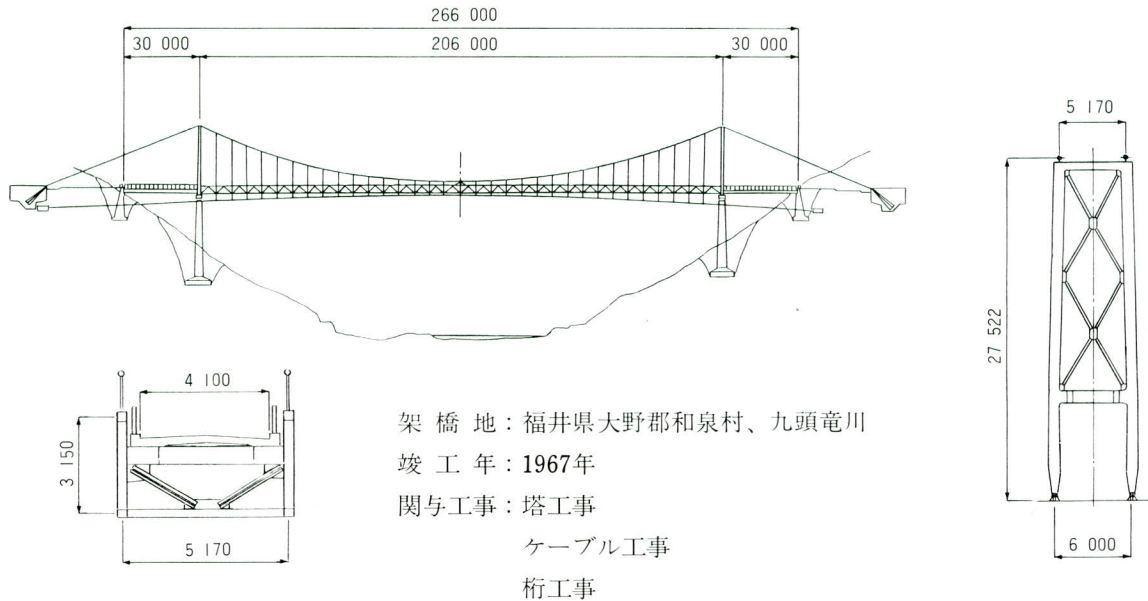 266 000
30 000 206 000 30 000
5 170
27 522
6 000
4 100
3 150
5 170
架橋地：福井県大野郡和泉村、九頭竜川
竣工年：1967年
関与工事：塔工事
ケーブル工事
桁工事